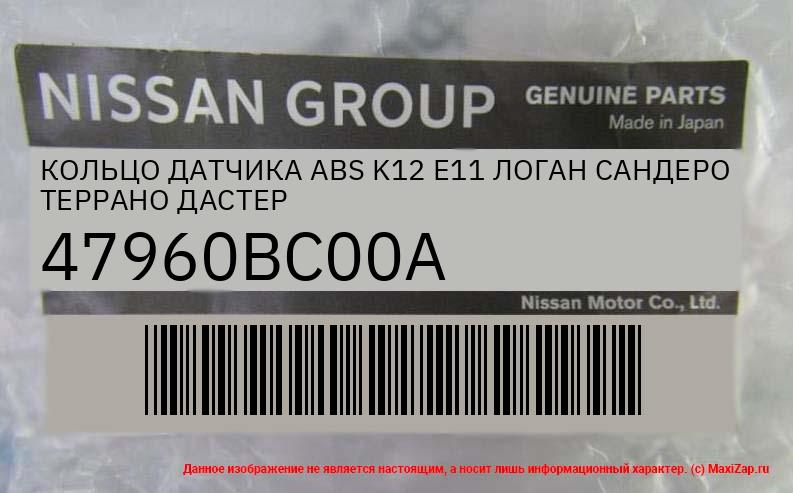 NISSAN GROUP
GENUINE PARTS
Made in Japan
КОЛЬЦО ДАТЧИКА ABS K12 E11 ЛОГАН САНДЕРО
ТЕРРАНО ДАСТЕР
47960BC00A
Nissan Motor Co., Ltd.
Данное изображение не является настоящим, а носит лишь информационный характер. (с) MaxiZap.ru